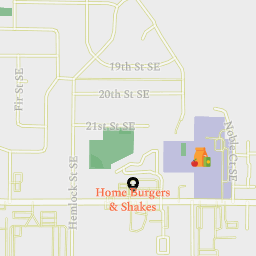 19th St SE
Fir St SE
20th St SE
21st St SE
Noble Ct SE
Hemlock St SE
Home Burgers
& Shakes